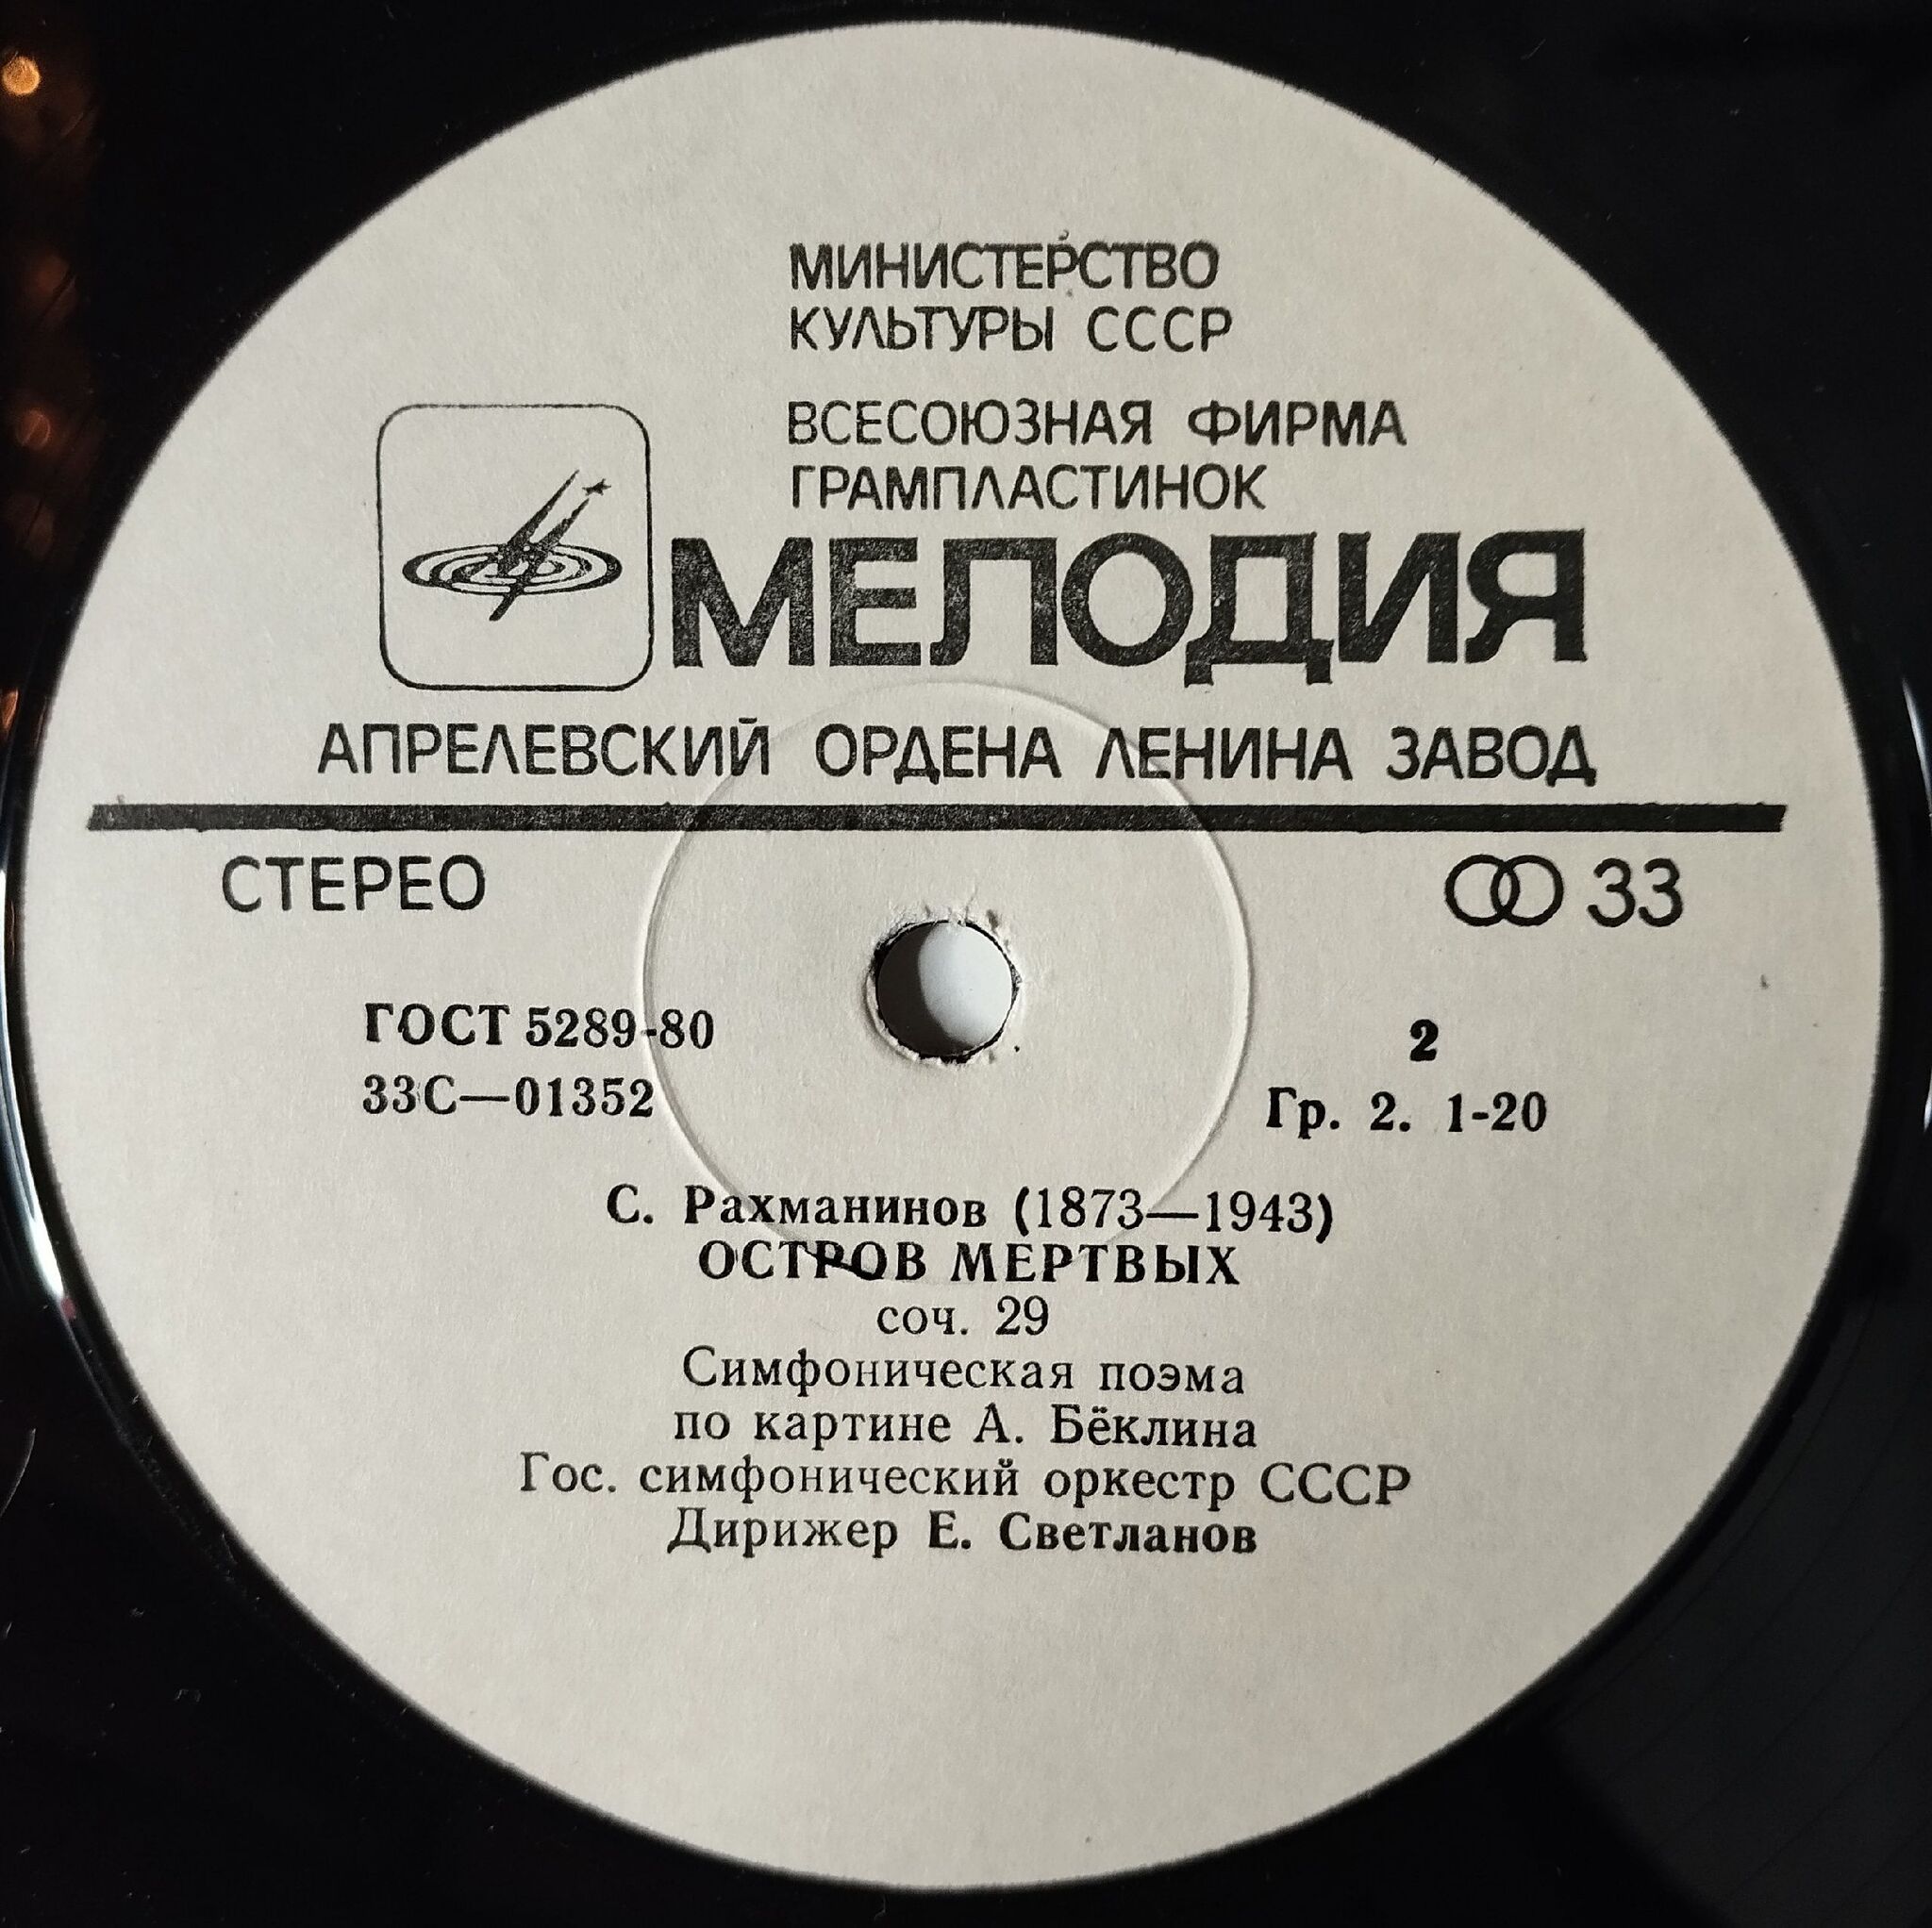 МИНИСТЕРСТВО
КУЛЬТУРЫ СССР
ВСЕСОЮЗНАЯ ФИРМА
ГРАМПЛАСТИНОК
МЕЛОДИЯ
АПРЕЛЕВСКИЙ ОРДЕНА ЛЕНИНА ЗАВОД
СТЕРЕО
33
ГОСТ 5289-80
2
33С—01352
Гр. 2. 1-20
С. Рахманинов (1873—1943)
ОСТРОВ МЕРТВЫХ
соч. 29
Симфоническая поэма
по картине А. Бёклина
Гос. симфонический оркестр СССР
Дирижер Е. Светланов